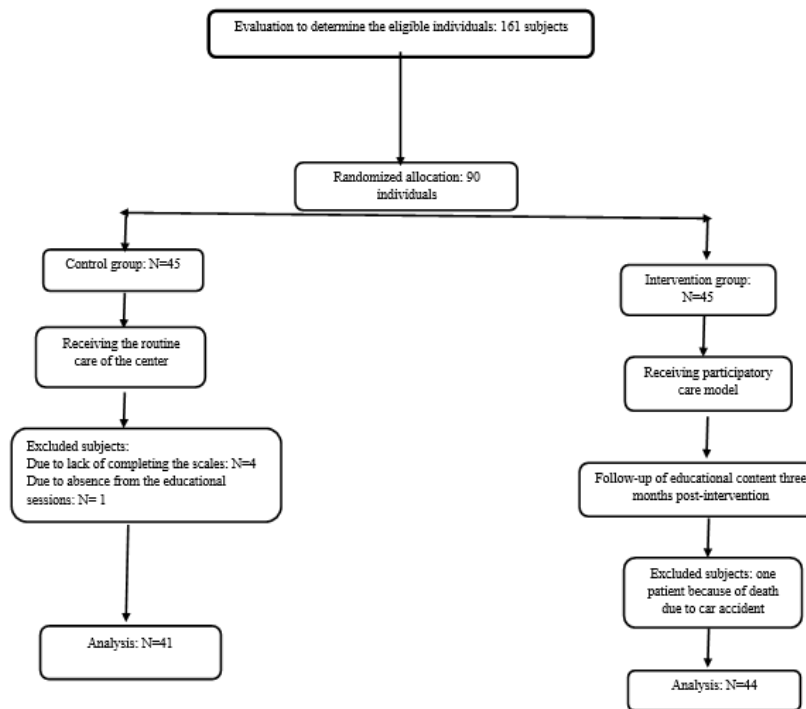 Evaluation to determine the eligible individuals: 161 subjects
Randomized allocation: 90
individuals
Control group: N=45
Intervention group:
N=45
Receiving the routine
care of the center
Receiving participatory
care model
Excluded subjects:
Due to lack of completing the scales: N=4
Due to absence from the educational
sessions: N= 1
Follow-up of educational content three
months post-intervention
Excluded subjects: one
patient because of death
due to car accident
Analysis: N=41
Analysis: N=44